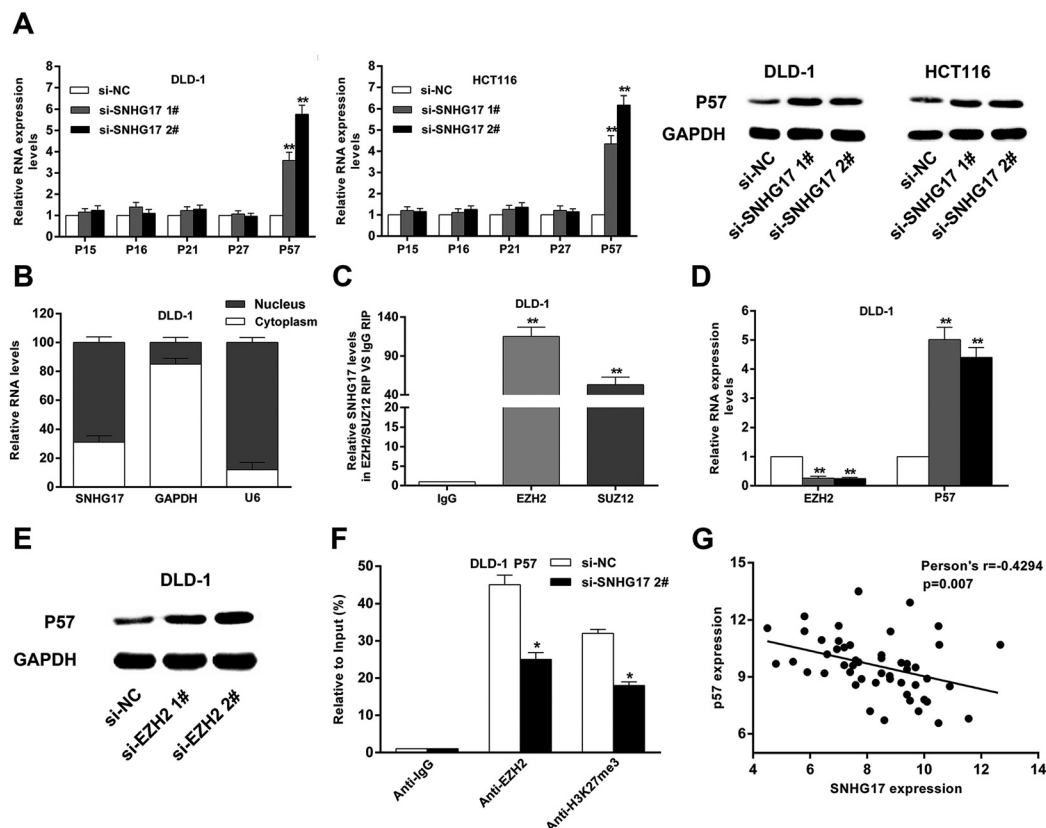 A
Relative RNA expression
levels
8
7
6
5
4
3
2
1
0
DLD-1
si-NC
si-SNHG17 1#
si-SNHG17 2#
**
**
P15 P16 P21 P27 P57
Relative RNA expression
levels
8
6
4
2
1
0
HCT116
si-NC
si-SNHG17 1#
si-SNHG17 2#
**
**
P15 P16 P21 P27 P57
DLD-1 HCT116
P57
GAPDH
si-NC
si-SNHG17 1#
si-SNHG17 2#
si-NC
si-SNHG17 1#
si-SNHG17 2#
B
Relative RNA levels
120
100
80
60
40
20
0
DLD-1
Nucleus
Cytoplasm
SNHG17 GAPDH U6
C
Relative SNHG17 levels
in EZH2/SUZ12 RIP VS IgG RIP
140
90
40
20
15
10
5
0
DLD-1
**
**
IgG EZH2 SUZ12
D
Relative RNA expression
levels
6
5
4
3
2
1
0
DLD-1
**
**
**
**
EZH2 P57
E
DLD-1
P57
GAPDH
si-NC
si-EZH2 1#
si-EZH2 2#
F
Relative to Input (%)
50
40
30
20
10
0
DLD-1 P57
si-NC
si-SNHG17 2#
*
*
Anti-IgG
Anti-EZH2
Anti-H3K27me3
G
p57 expression
15
12
9
6
Person's r=-0.4294
p=0.007
4 6 8 10 12 14
SNHG17 expression